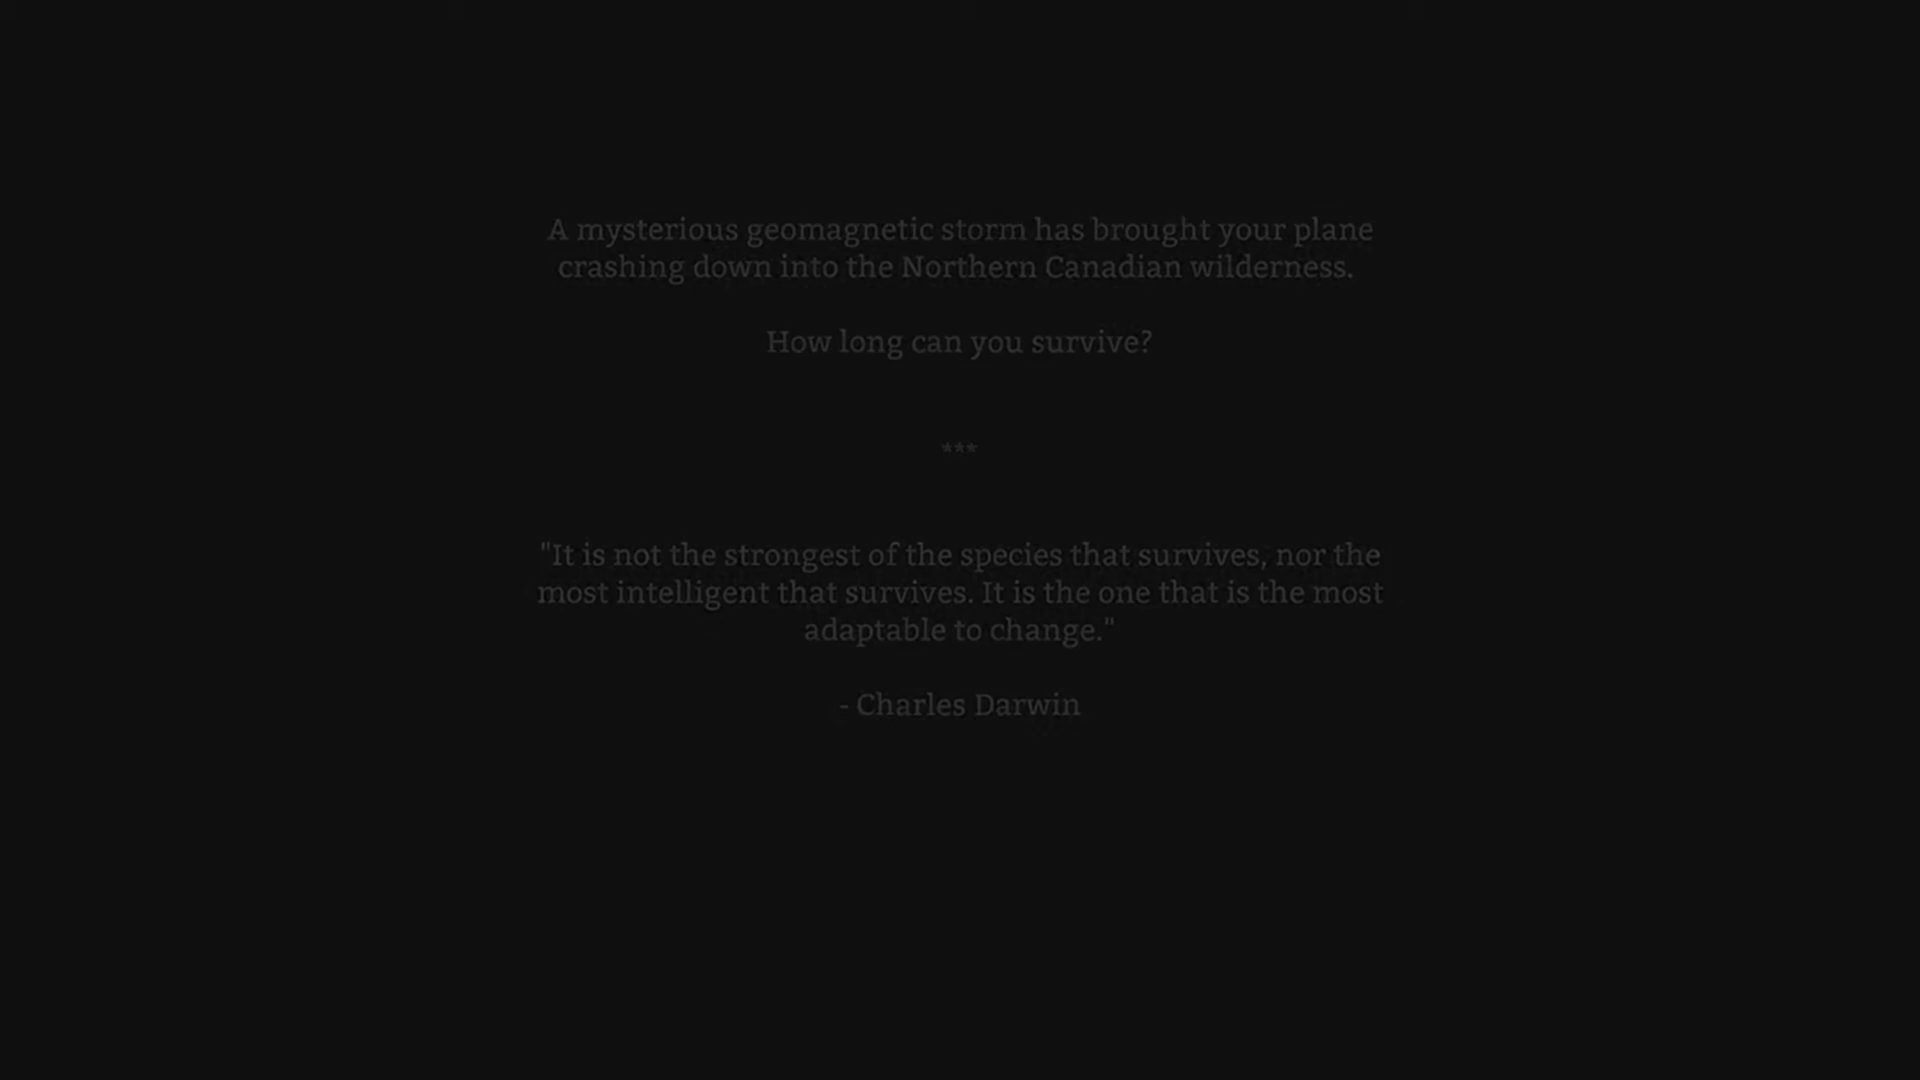 A mysterious geomagnetic storm has brought your plane
crashing down into the Northern Canadian wilderness.
How long can you survive?
***
"It is not the strongest of the species that survives, nor the
most intelligent that survives. It is the one that is the most
adaptable to change."
- Charles Darwin